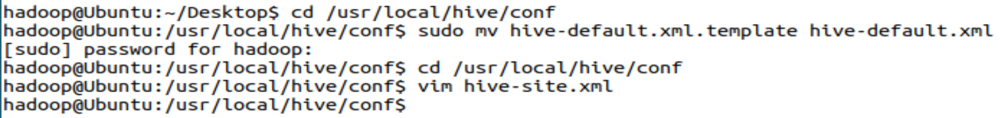 hadoop@Ubuntu:~/Desktop$ cd /usr/local/hive/conf
hadoop@Ubuntu:/usr/local/hive/conf$ sudo mv hive-default.xml.template hive-default.xml
[sudo] password for hadoop:
hadoop@Ubuntu:/usr/local/hive/conf$ cd /usr/local/hive/conf
hadoop@Ubuntu:/usr/local/hive/conf$ vim hive-site.xml
hadoop@Ubuntu:/usr/local/hive/conf$